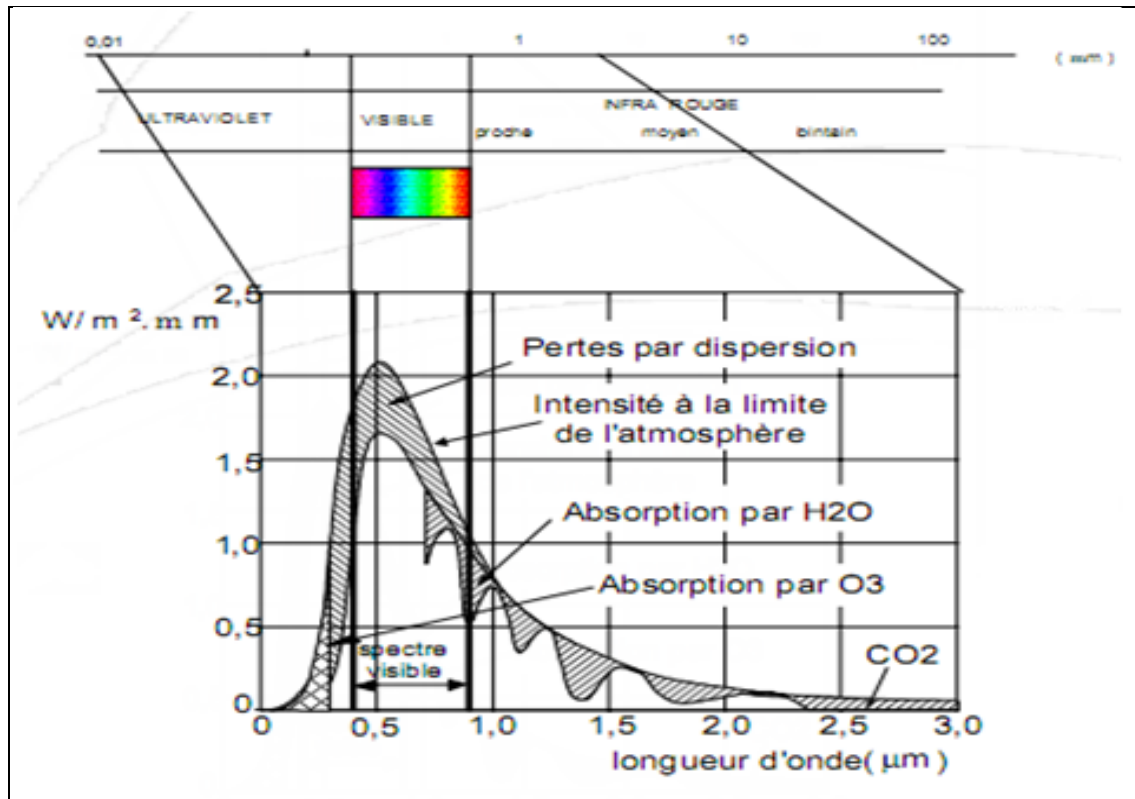 0,01 1 10 100 ( mm)
ULTRAVIOLET VISIBLE INFRA ROUGE
proche moyen bintain
W/ m ².m m
2,5
2,0
1,5
1,0
0,5
0
Pertes par dispersion
Intensité à la limite
de l'atmosphère
Absorption par H2O
Absorption par O3
spectre
visible
CO2
0 0,5 1,0 1,5 2,0 2,5 3,0
longueur d'onde( µm )